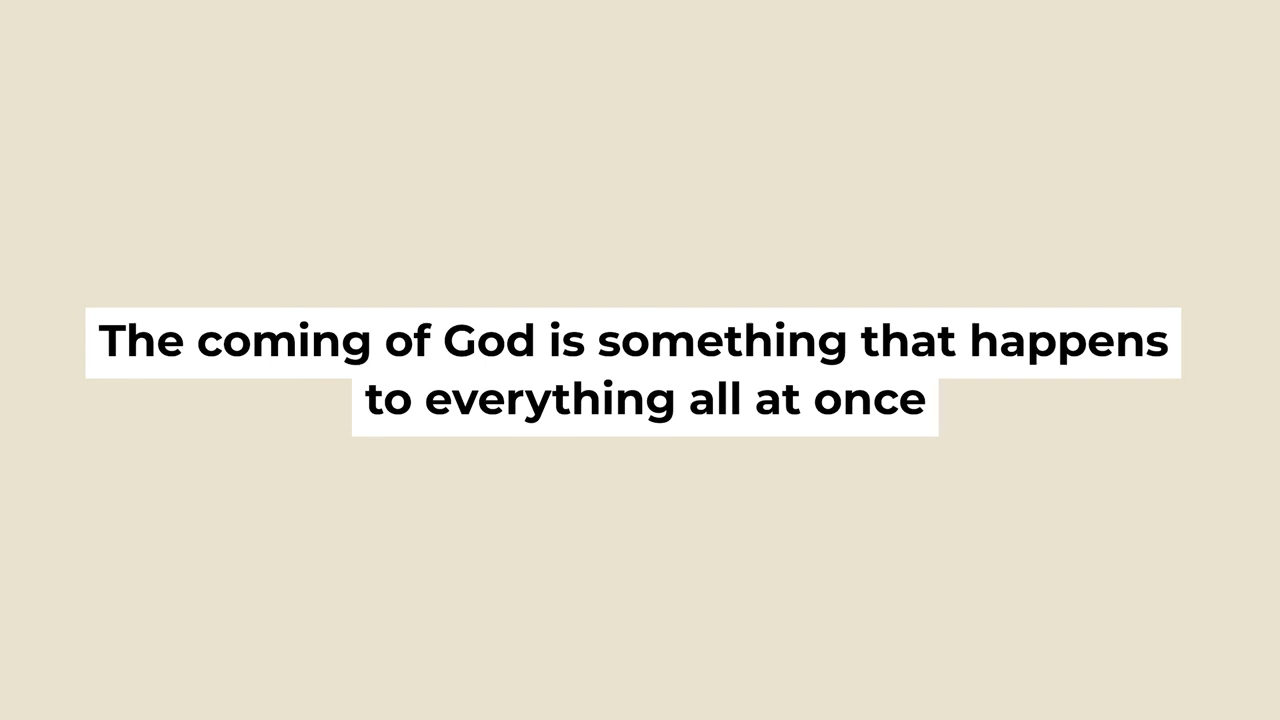 The coming of God is something that happens
to everything all at once